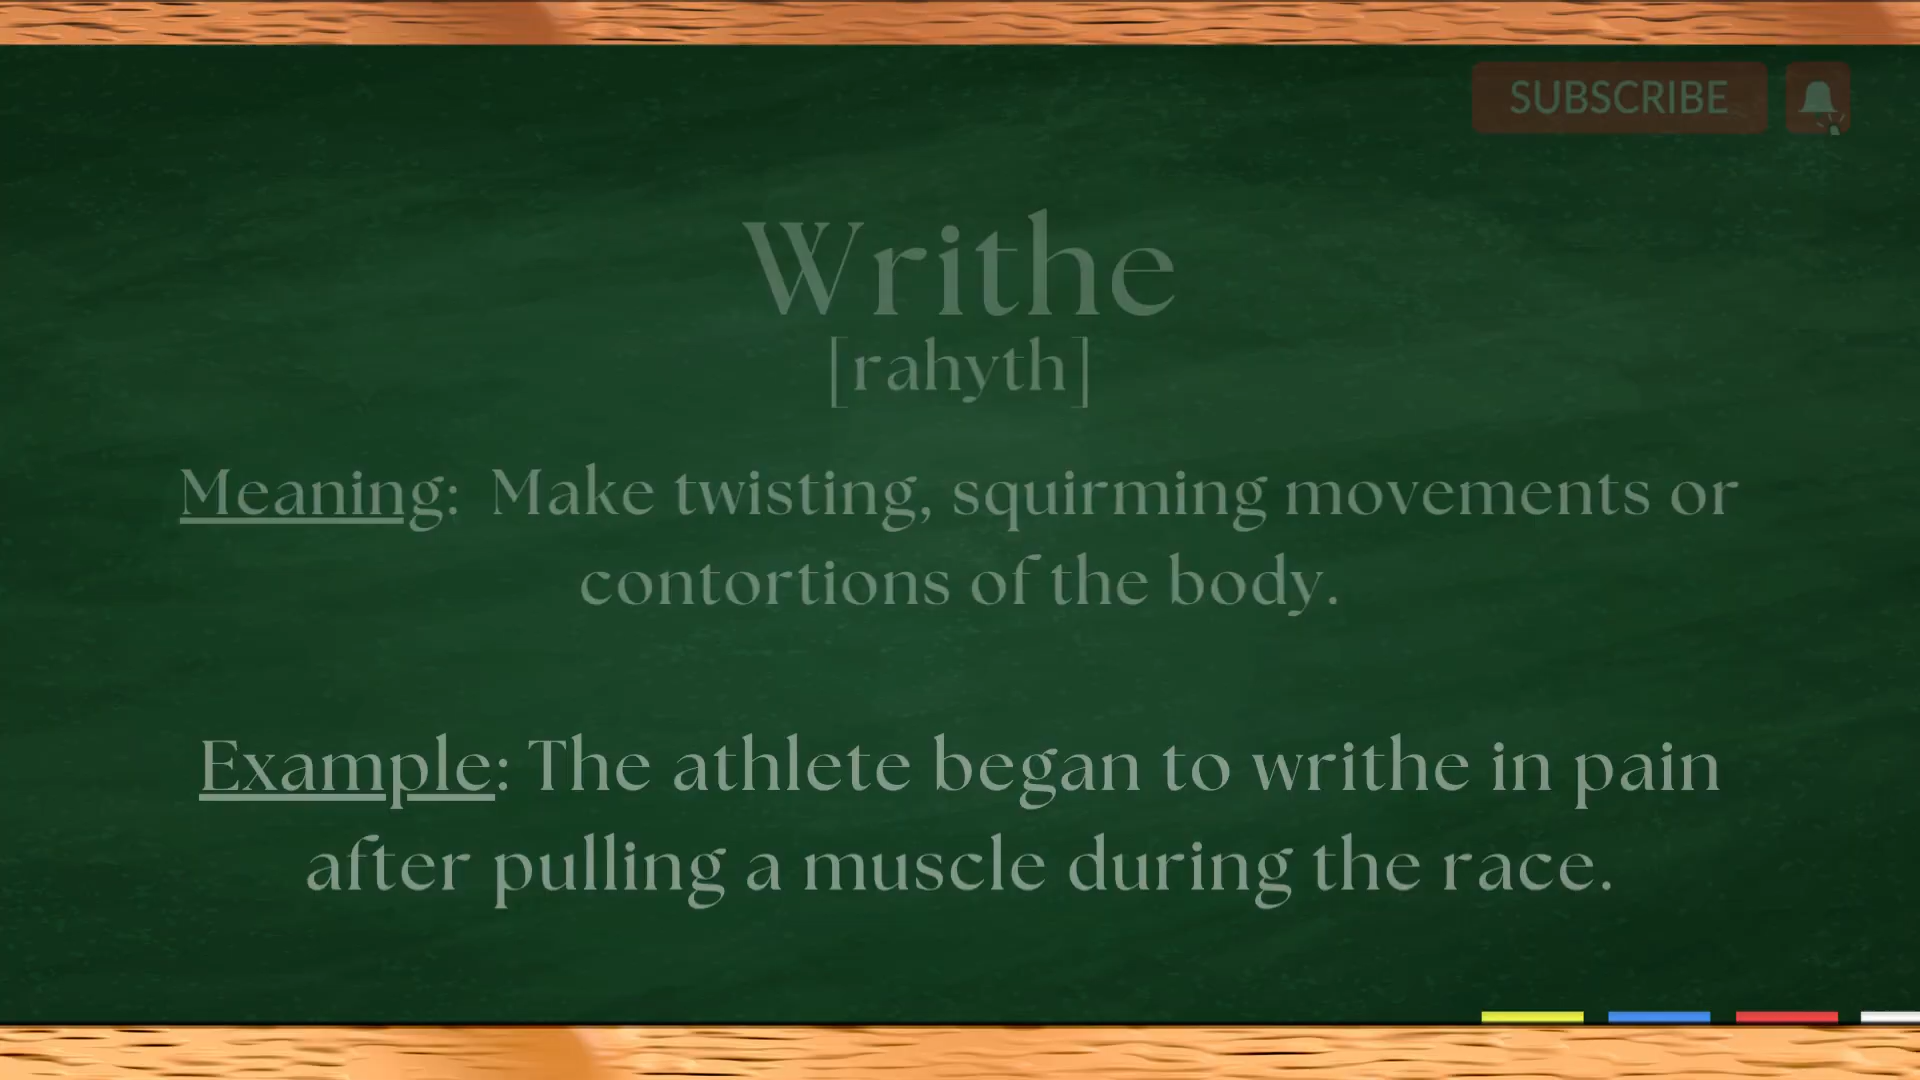 SUBSCRIBE
Writhe
[rahyth]
Meaning: Make twisting, squirming movements or
contortions of the body.
Example: The athlete began to writhe in pain
after pulling a muscle during the race.